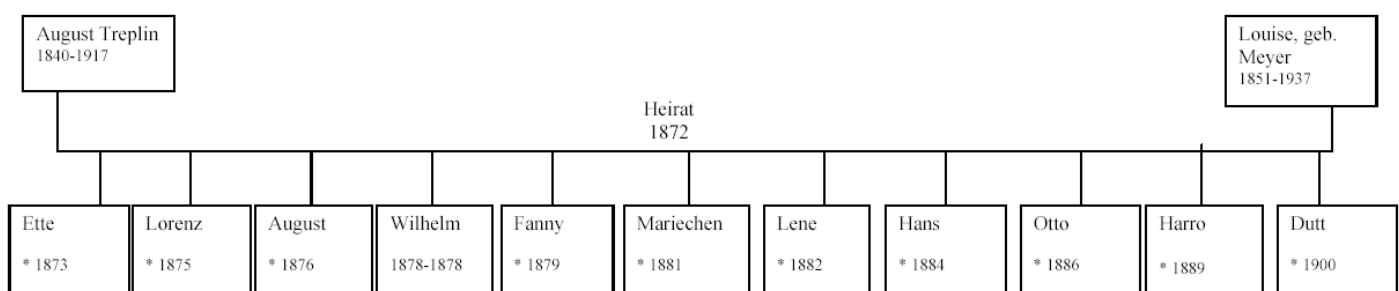 August Treplin
1840-1917
Louise, geb.
Meyer
1851-1937
Heirat
1872
Ette
* 1873
Lorenz
* 1875
August
* 1876
Wilhelm
1878-1878
Fanny
* 1879
Mariechen
* 1881
Lene
* 1882
Hans
* 1884
Otto
* 1886
Harro
* 1889
Dutt
* 1900